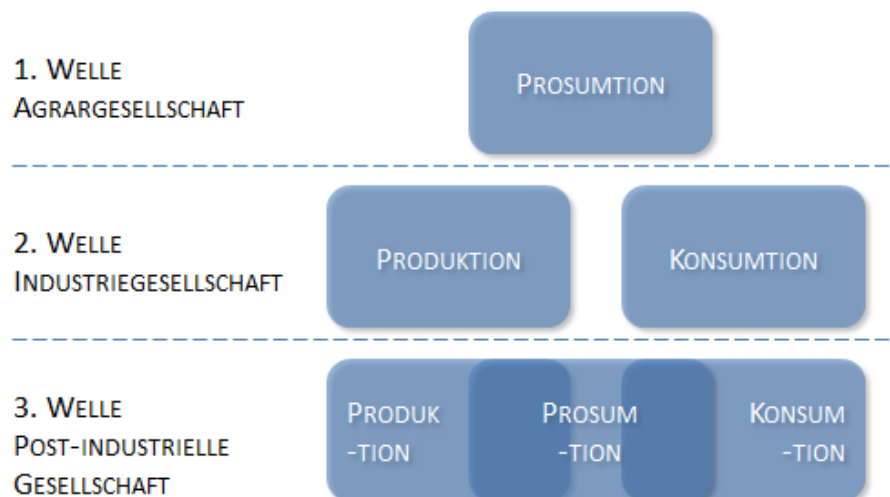 1. Welle
Agrargesellschaft
Prosumtion
2. Welle
Industriegesellschaft
Produktion
Konsumtion
3. Welle
Post-industrielle
Gesellschaft
Produk
-tion
Prosum
-tion
Konsum
-tion